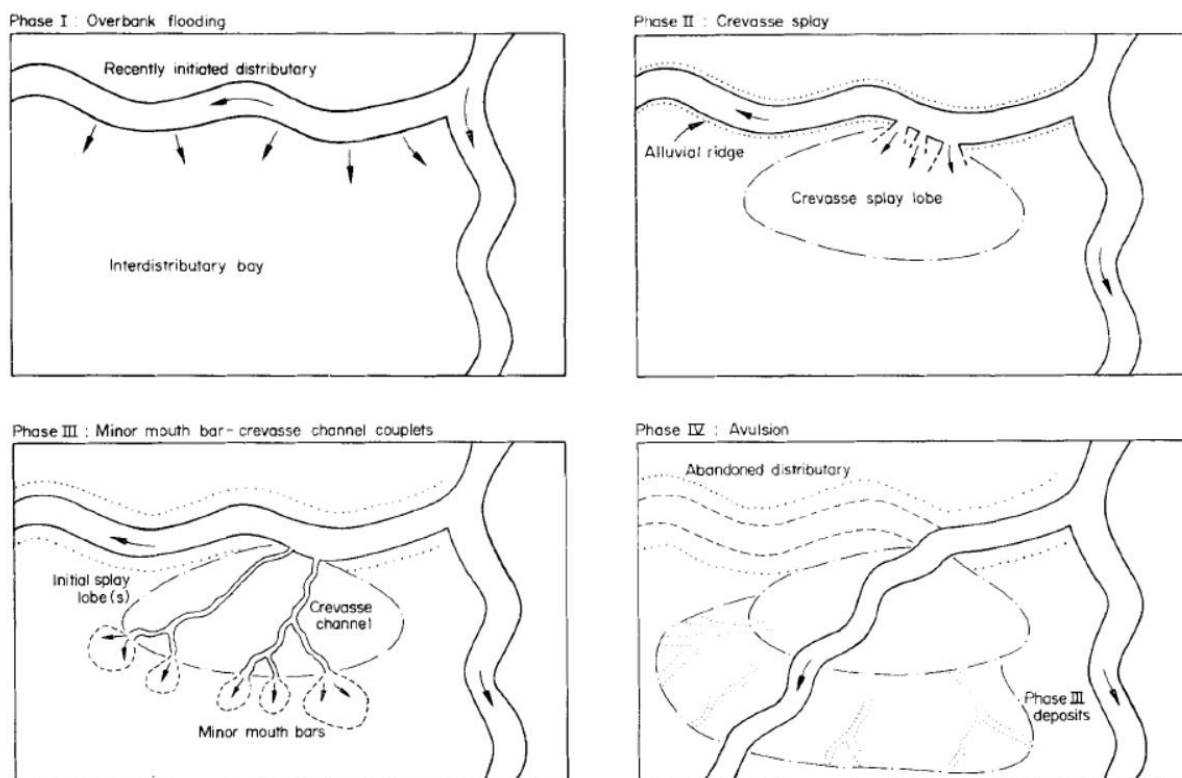 Phase I : Overbank flooding
Recently initiated distributary
Interdistributary bay
Phase II : Crevasse splay
Alluvial ridge
Crevasse splay lobe
Phase III : Minor mouth bar-crevasse channel couplets
Initial splay
lobe(s)
Crevasse
channel
Minor mouth bars
Phase IV : Avulsion
Abandoned distributary
Phase III
deposits